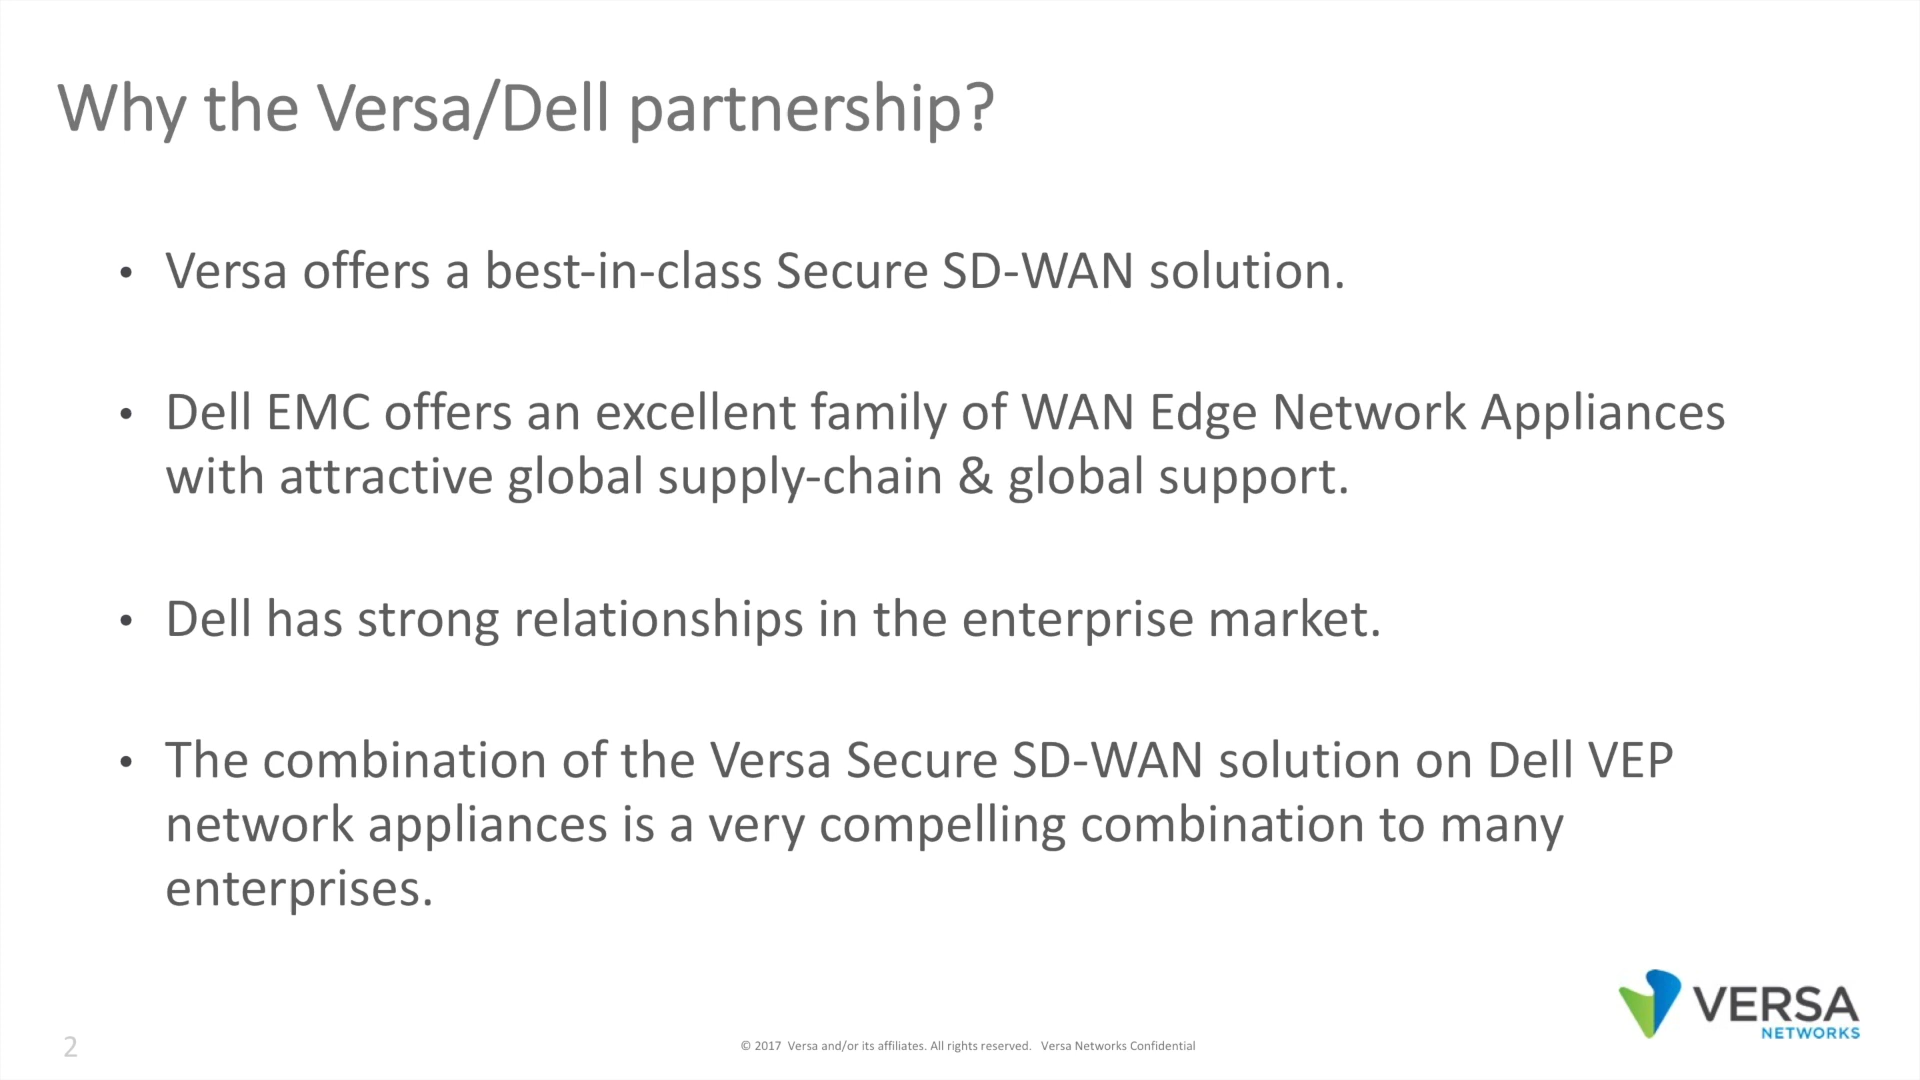 Why the Versa/Dell partnership?
• Versa offers a best-in-class Secure SD-WAN solution.
• Dell EMC offers an excellent family of WAN Edge Network Appliances
with attractive global supply-chain & global support.
• Dell has strong relationships in the enterprise market.
• The combination of the Versa Secure SD-WAN solution on Dell VEP
network appliances is a very compelling combination to many
enterprises.
VERSA
NETWORKS
2
© 2017 Versa and/or its affiliates. All rights reserved. Versa Networks Confidential